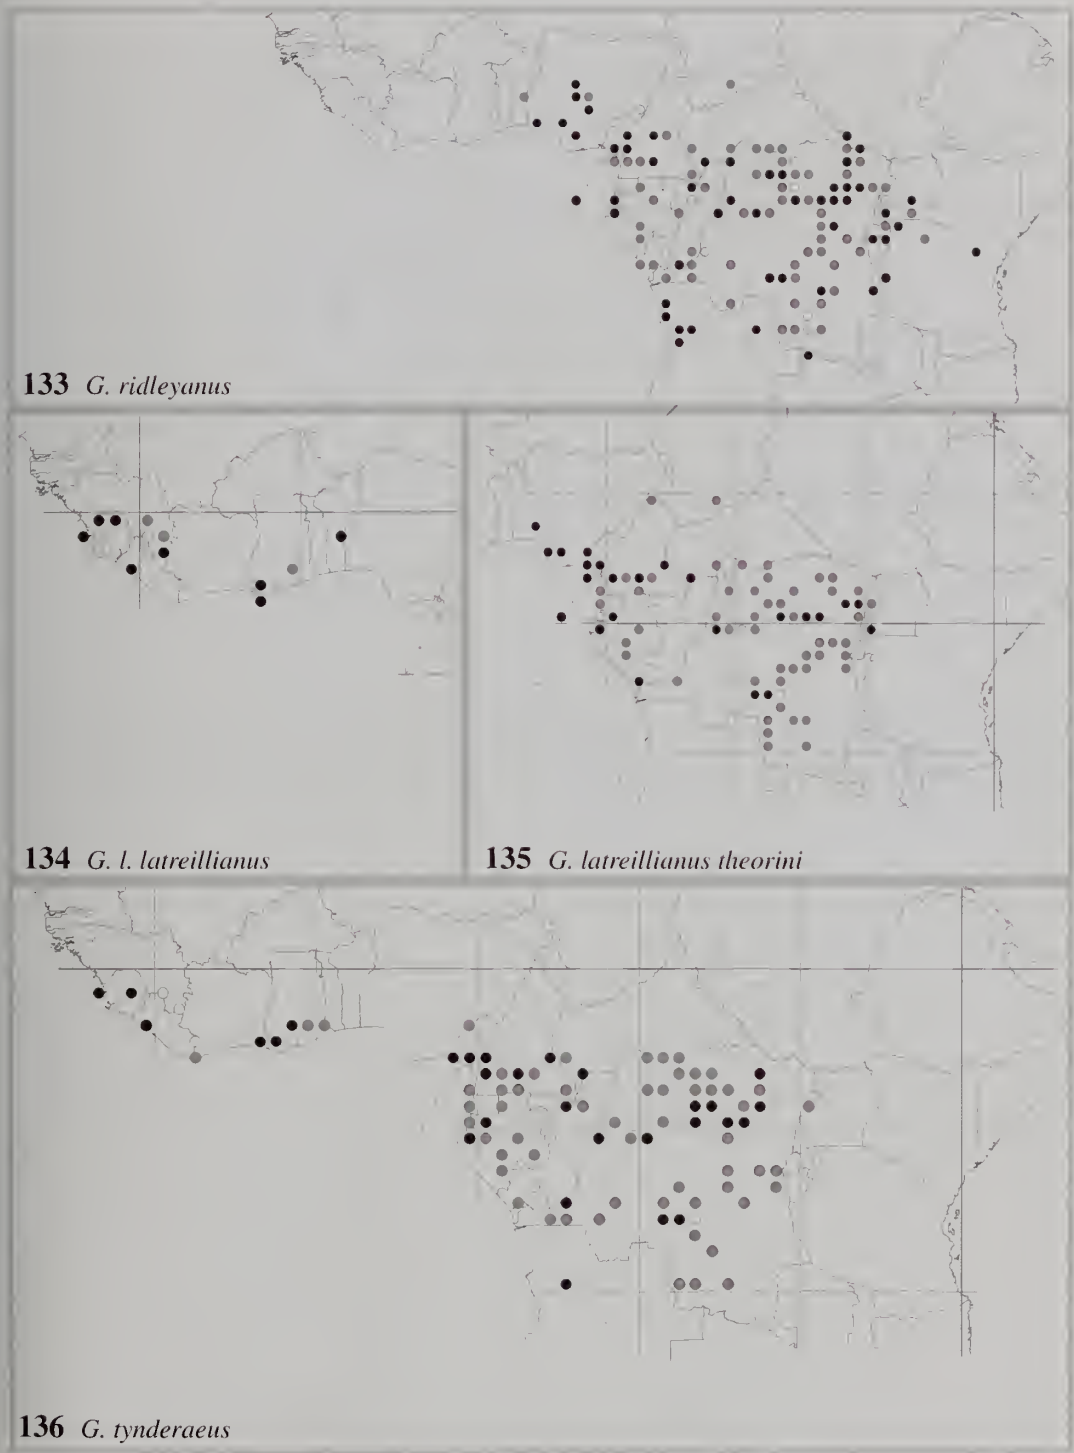 133 G. ridleyanus
134 G. l. latreillianus
135 G. latreillianus theorini
136 G. tynderaeus